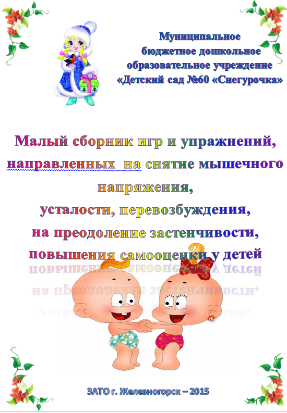 Муниципальное
бюджетное дошкольное
образовательное учреждение
«Детский сад №60 «Снегурочка»
Малый сборник игр и упражнений,
направленных на снятие мышечного
напряжения,
усталости, перевозбуждения,
на преодоление застенчивости,
повышения самооценки у детей
ЗАТО г. Железногорск – 2015